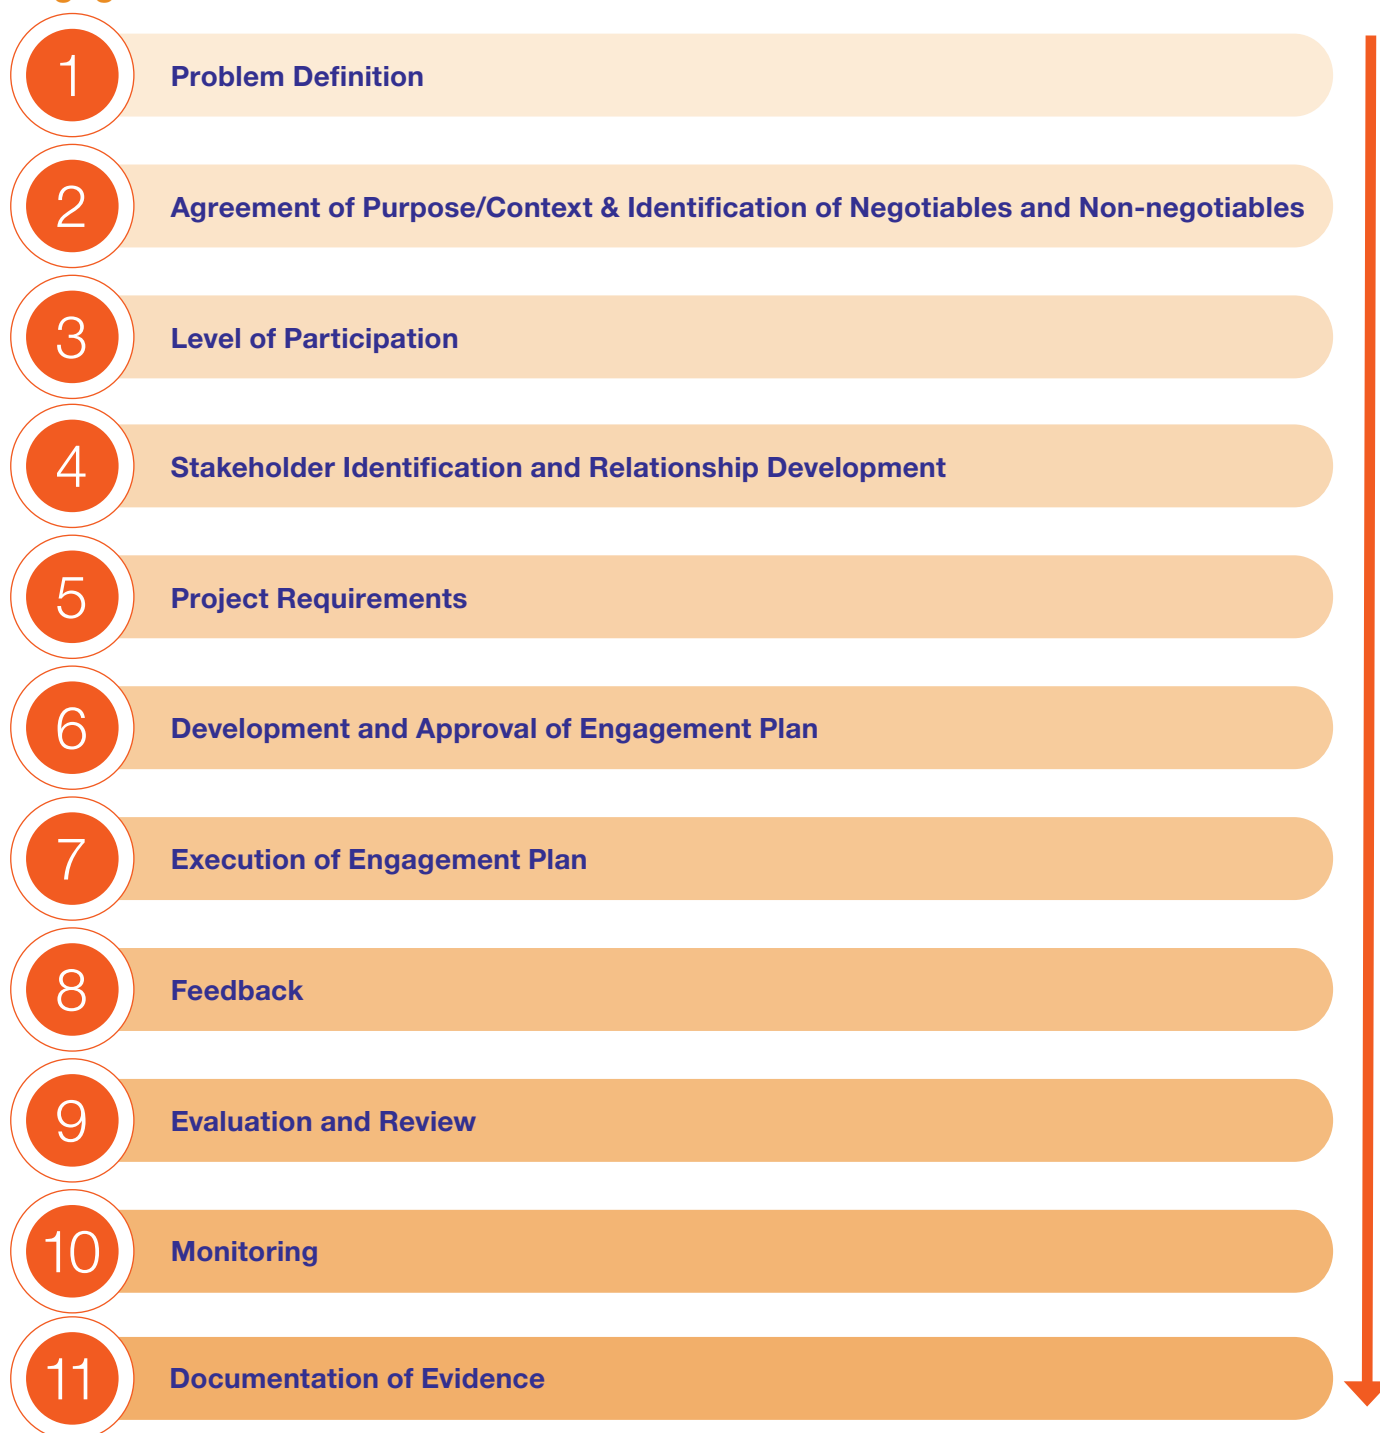 1
Problem Definition
2
Agreement of Purpose/Context & Identification of Negotiables and Non-negotiables
3
Level of Participation
4
Stakeholder Identification and Relationship Development
5
Project Requirements
6
Development and Approval of Engagement Plan
7
Execution of Engagement Plan
8
Feedback
9
Evaluation and Review
10
Monitoring
11
Documentation of Evidence